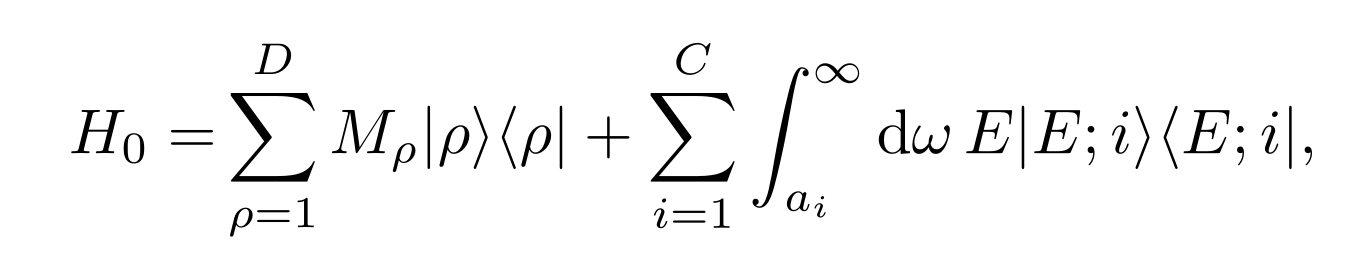 $H_0 = \sum_{\rho=1}^{D} M_\rho |\rho\rangle\langle\rho| + \sum_{i=1}^{C} \int_{a_i}^{\infty} \mathrm{d}\omega \, E|E;i\rangle\langle E;i|,$